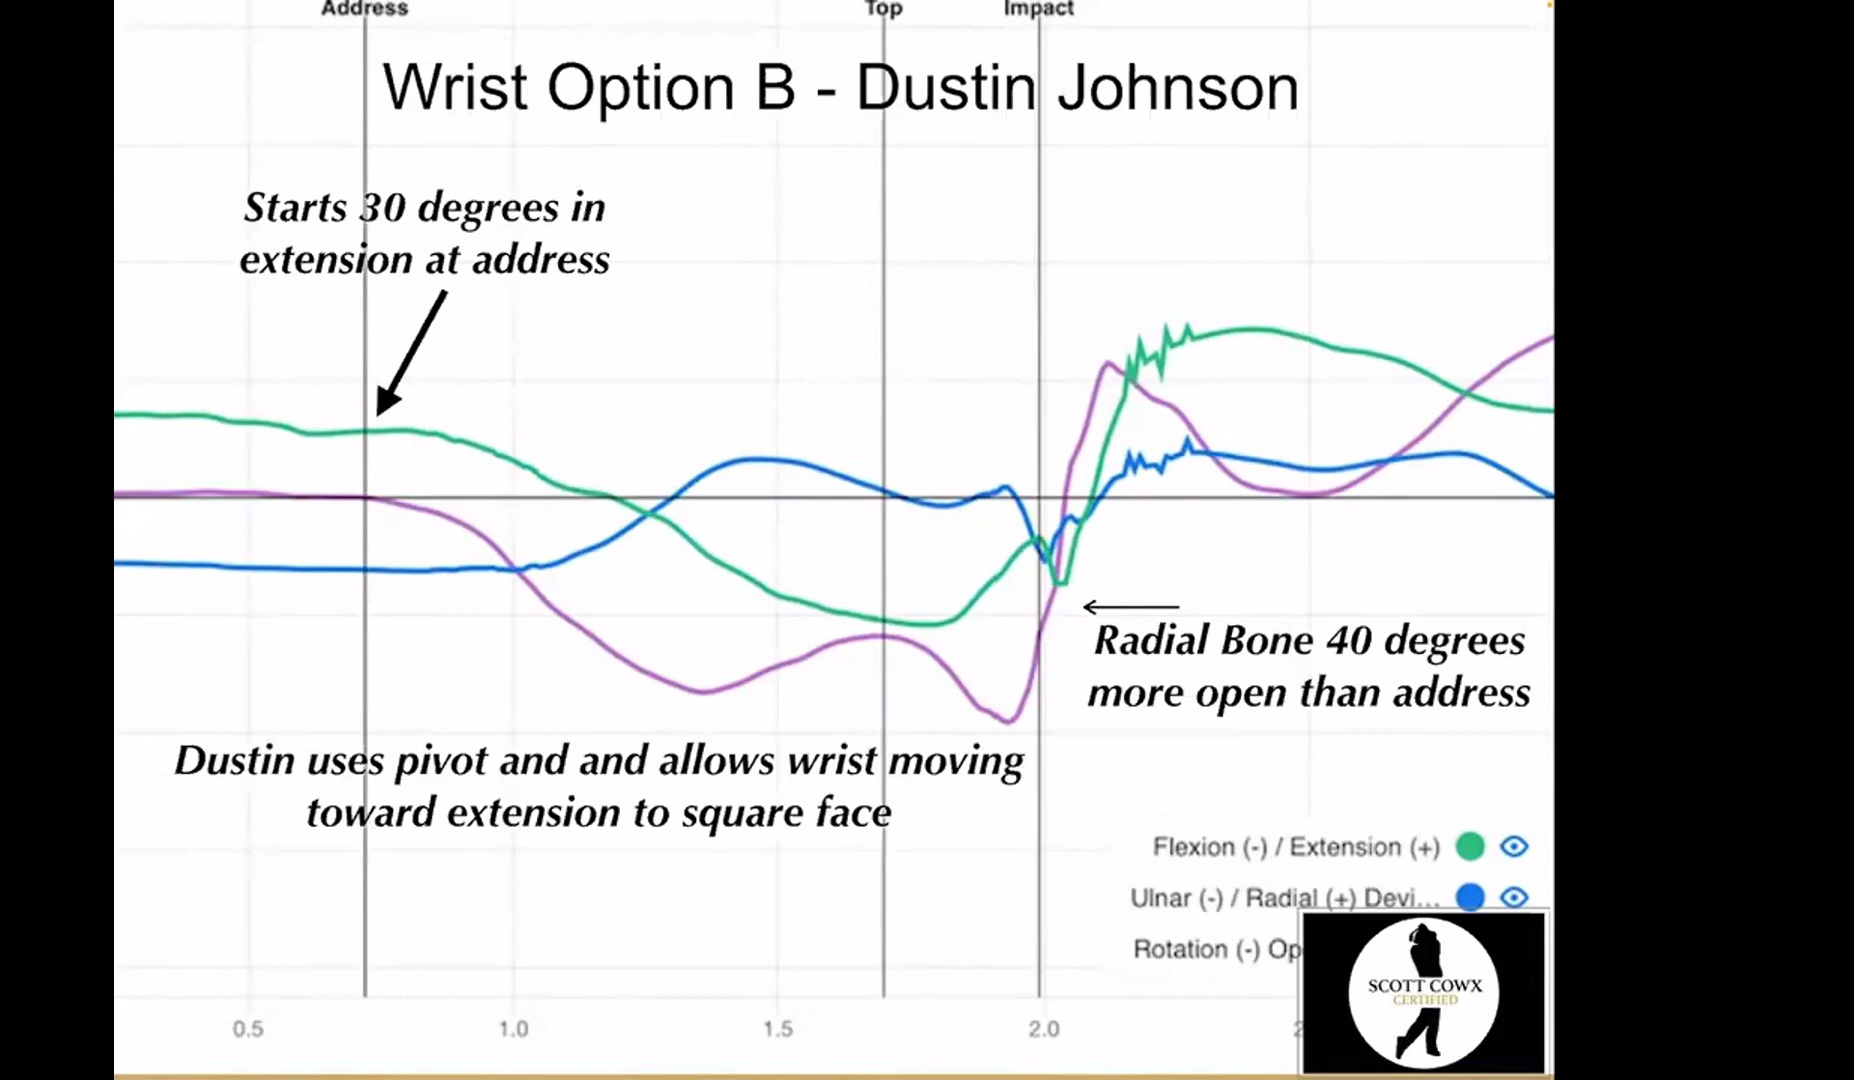 Address Top Impact
Wrist Option B - Dustin Johnson
Starts 30 degrees in
extension at address
Radial Bone 40 degrees
more open than address
Dustin uses pivot and and allows wrist moving
toward extension to square face
Flexion (-) / Extension (+)
Ulnar (-) / Radial (+) Devi...
Rotation (-) Op
SCOTT COWX
CERTIFIED
0.5 1.0 1.5 2.0